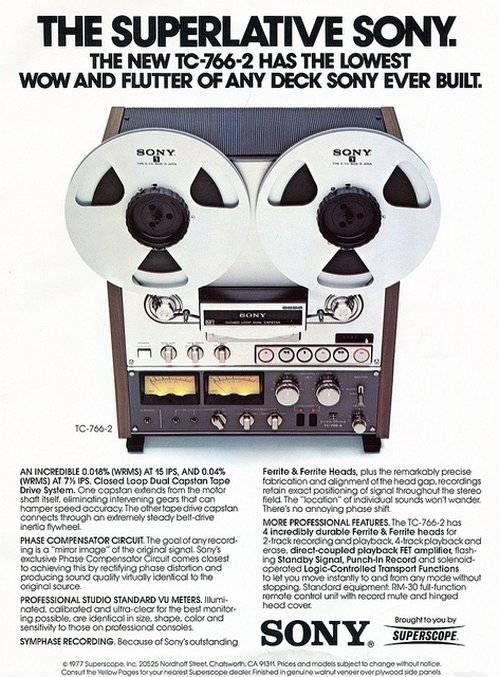 THE SUPERLATIVE SONY.
THE NEW TC-766-2 HAS THE LOWEST
WOW AND FLUTTER OF ANY DECK SONY EVER BUILT.
SONY
SONY
SONY
TC-766-2
AN INCREDIBLE 0.018% (WRMS) AT 15 IPS, AND 0.04%
(WRMS) AT 7½ IPS. Closed Loop Dual Capstan Tape
Drive System. One capstan extends from the motor
shaft itself, eliminating intervening gears that can
hamper speed accuracy. The other tape drive capstan
connects through an extremely steady belt-drive
inertia flywheel.
PHASE COMPENSATOR CIRCUIT. The goal of any record-
ing is a "mirror image" of the original signal. Sony's
exclusive Phase Compensator Circuit comes closest
to achieving this by rectifying phase distortion and
producing sound quality virtually identical to the
original source.
PROFESSIONAL STUDIO STANDARD VU METERS. Illumi-
nated, calibrated and ultra-clear for the best monitor-
ing possible, are identical in size, shape, color and
sensitivity to those on professional consoles.
SYMPHASE RECORDING. Because of Sony's outstanding
Ferrite & Ferrite Heads, plus the remarkably precise
fabrication and alignment of the head gap, recordings
retain exact positioning of signal throughout the stereo
field. The "location" of individual sounds won't wander.
There's no annoying phase shift.
MORE PROFESSIONAL FEATURES. The TC-766-2 has
4 incredibly durable Ferrite & Ferrite heads for
2-track recording and playback, 4-track playback and
erase, direct-coupled playback FET amplifier, flash-
ing Standby Signal, Punch-In Record and solenoid-
operated Logic-Controlled Transport Functions
to let you move instantly to and from any mode without
stopping. Standard equipment: RM-30 full-function
remote control unit with record mute and hinged
head cover.
SONY®
Brought to you by
SUPERSCOPE®
© 1977 Superscope, Inc. 20525 Nordhoff Street, Chatsworth, CA 91311. Prices and models subject to change without notice.
Consult the Yellow Pages for your nearest Superscope dealer. Finished in genuine walnut veneer over plywood side panels